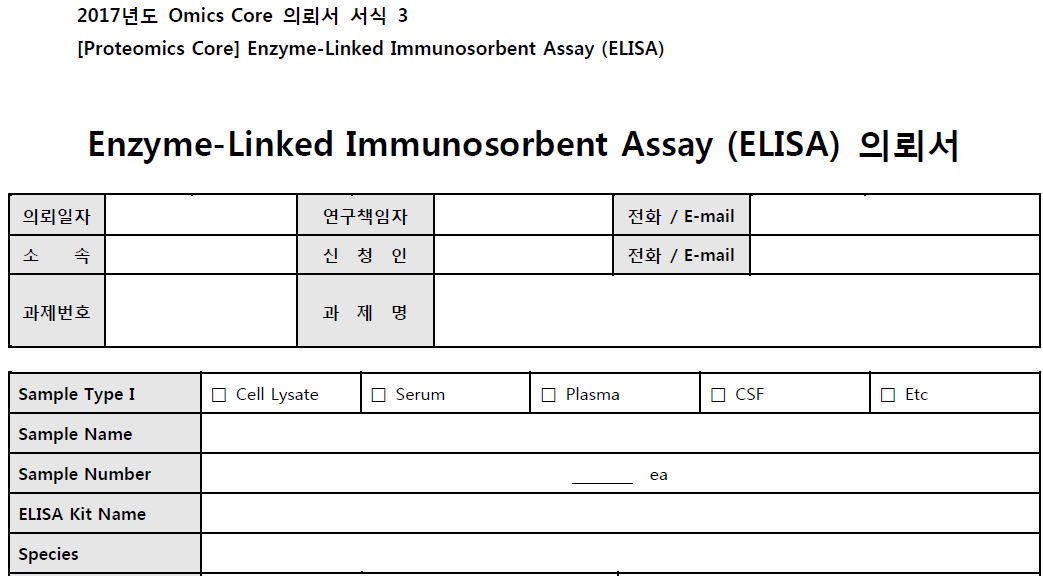 2017년도 Omics Core 의뢰서 서식 3
[Proteomics Core] Enzyme-Linked Immunosorbent Assay (ELISA)
Enzyme-Linked Immunosorbent Assay (ELISA) 의뢰서
의뢰일자 연구책임자 전화 / E-mail
소 속 신 청 인 전화 / E-mail
과제번호 과 제 명
Sample Type I □ Cell Lysate □ Serum □ Plasma □ CSF □ Etc
Sample Name
Sample Number _______ ea
ELISA Kit Name
Species